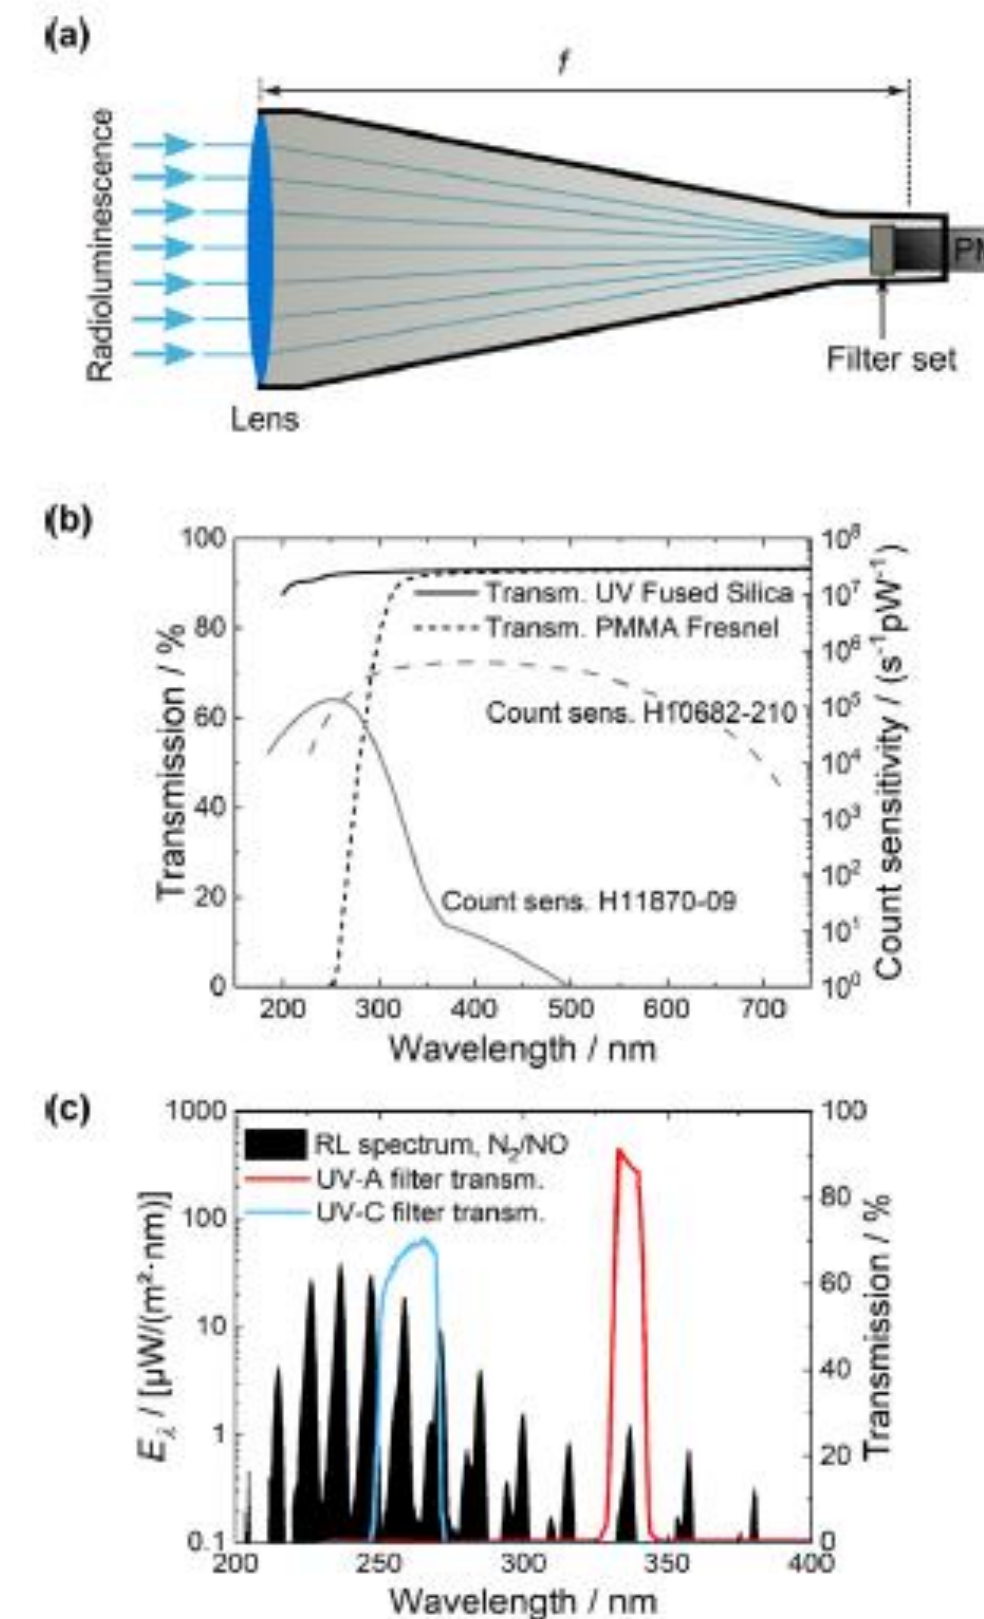 (a)
f
Radioluminescence
PM
Filter set
Lens
(b)
100
80
60
40
20
0
Transmission / %
Transm. UV Fused Silica
Transm. PMMA Fresnel
Count sens. H10682-210
Count sens. H11870-09
10⁸
10⁷
10⁶
10⁵
10⁴
10³
10²
10¹
10⁰
Count sensitivity / (s⁻¹pW⁻¹)
200 300 400 500 600 700
Wavelength / nm
(c)
1000
100
10
1
0.1
E_λ / [µW/(m²·nm)]
RL spectrum, N₂/NO
UV-A filter transm.
UV-C filter transm.
100
80
60
40
20
0
Transmission / %
200 250 300 350 400
Wavelength / nm